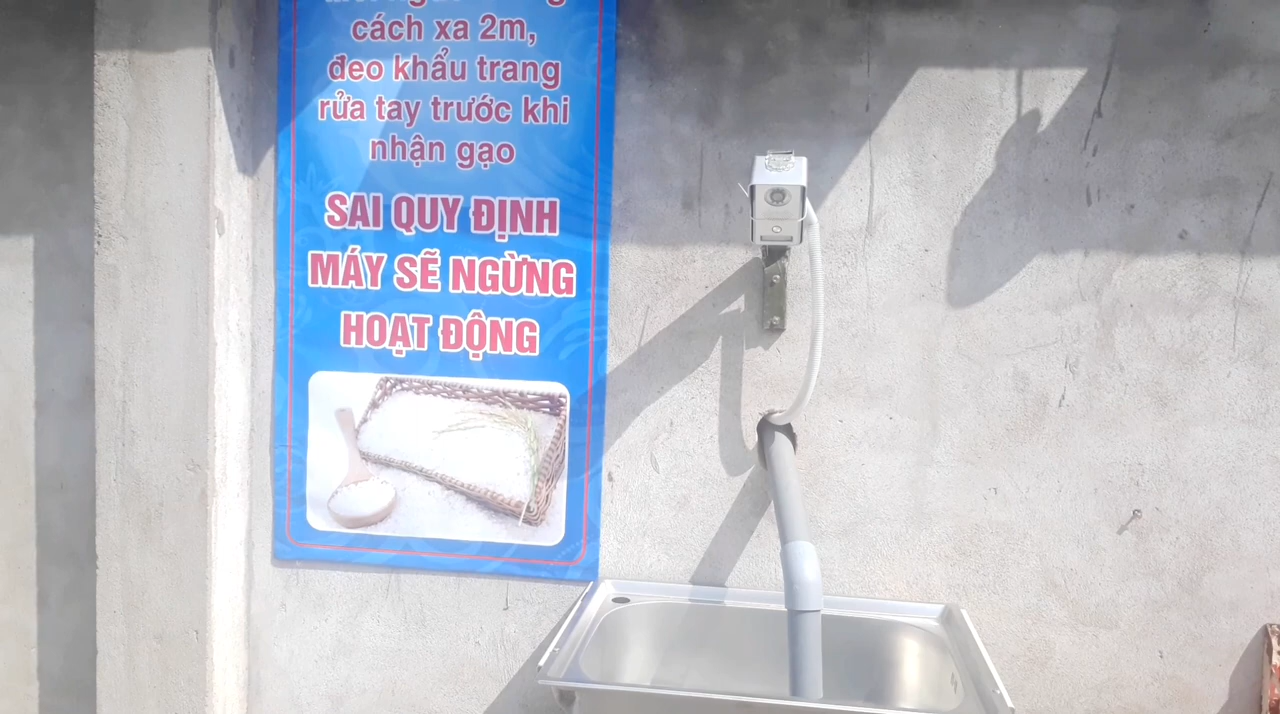 cách xa 2m,
đeo khẩu trang
rửa tay trước khi
nhận gạo
SAI QUY ĐỊNH
MÁY SẼ NGỪNG
HOẠT ĐỘNG